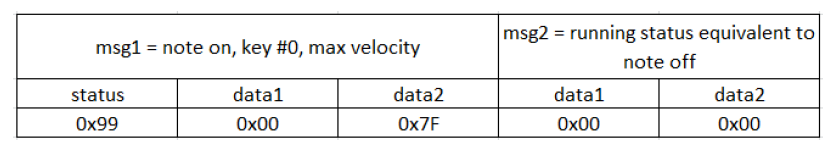 msg1 = note on, key #0, max velocity
msg2 = running status equivalent to
note off
status data1 data2 data1 data2
0x99 0x00 0x7F 0x00 0x00